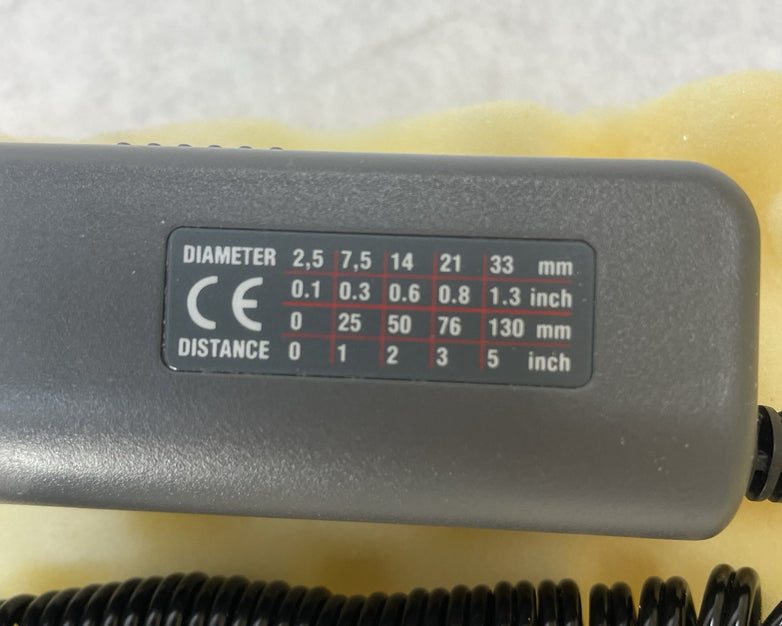 DIAMETER 2,5 7,5 14 21 33 mm
0.1 0.3 0.6 0.8 1.3 inch
CE 0 25 50 76 130 mm
DISTANCE 0 1 2 3 5 inch